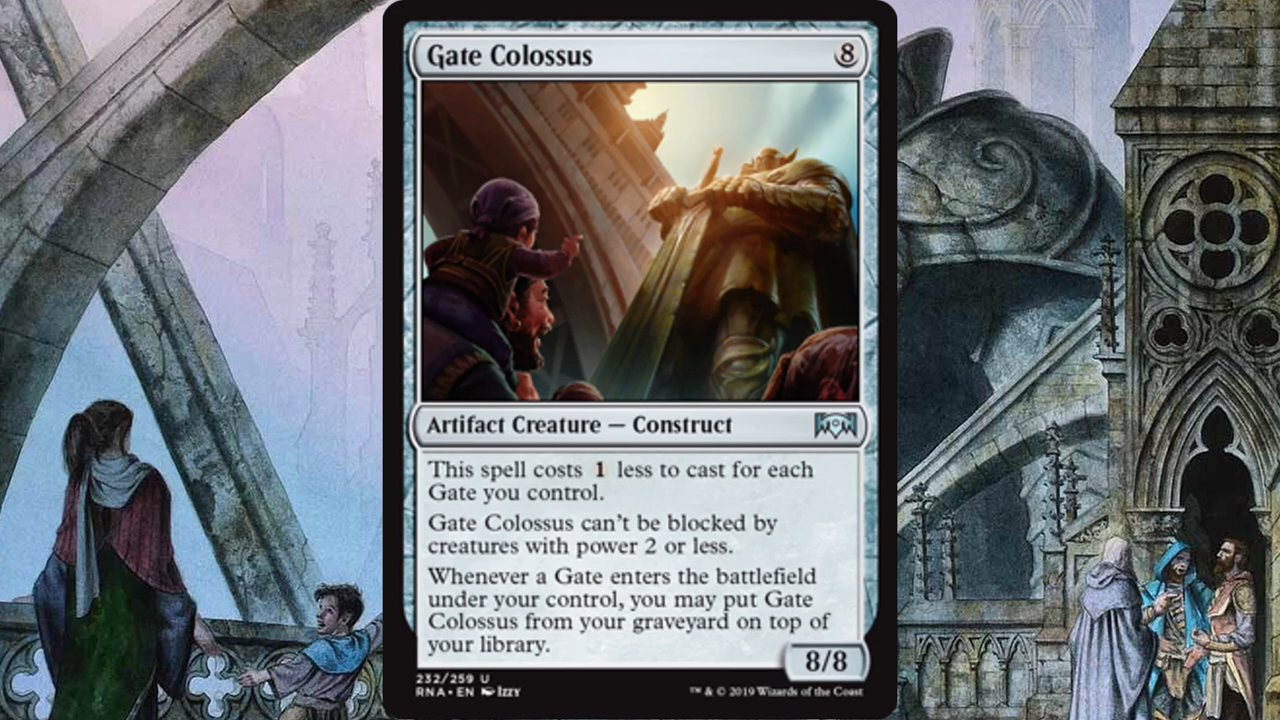 Gate Colossus 8
Artifact Creature — Construct
This spell costs 1 less to cast for each
Gate you control.
Gate Colossus can't be blocked by
creatures with power 2 or less.
Whenever a Gate enters the battlefield
under your control, you may put Gate
Colossus from your graveyard on top of
your library.
8/8
232/259 U
RNA • EN Izzy ™ & © 2019 Wizards of the Coast